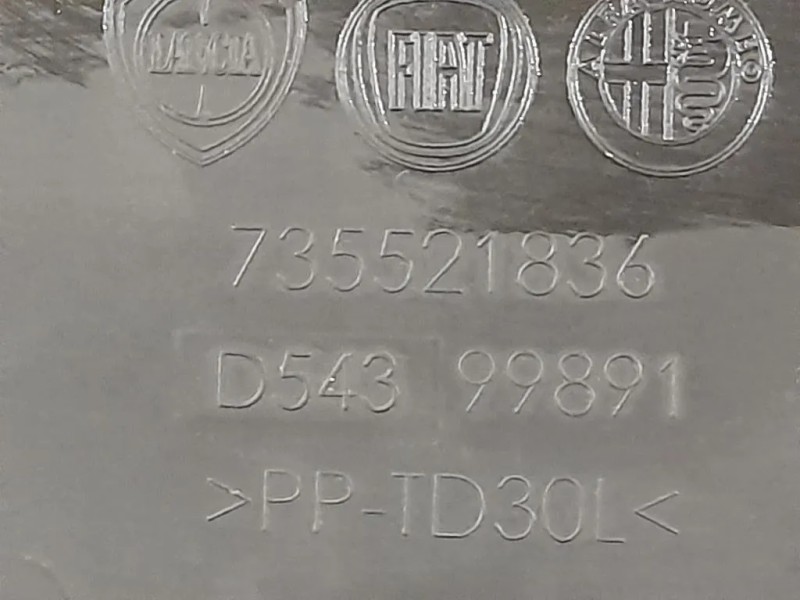 LANCIA FIAT ALFA ROMEO
735521836
D543 99891
>PP-TD30L<